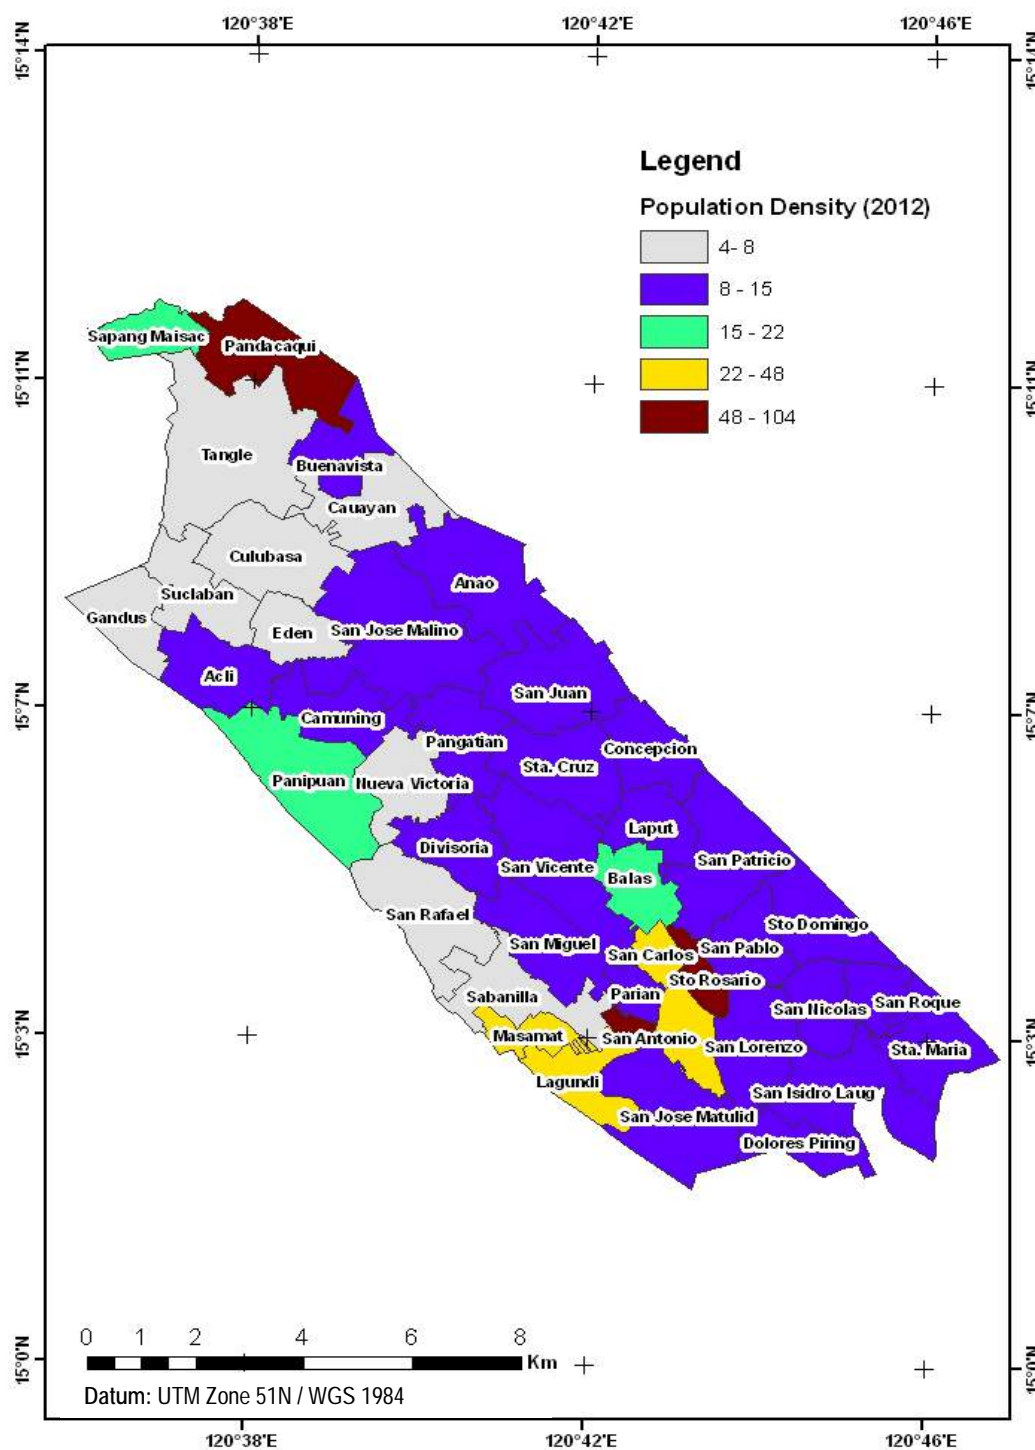 120°38'E 120°42'E 120°46'E
15°14'N
15°14'N
Legend
Population Density (2012)
4- 8
8 - 15
15 - 22
22 - 48
48 - 104
Sapang Maisac
Pandacaqui
15°11'N
15°11'N
Tangle
Buenavista
Cauayan
Culubasa
Anao
Suclaban
Gandus
Eden
San Jose Malino
Acli
San Juan
15°7'N
15°7'N
Camuning
Pangatian
Concepcion
Sta. Cruz
Panipuan
Nueva Victoria
Laput
Divisoria
San Vicente
San Patricio
Balas
San Rafael
Sto Domingo
San Miguel
San Carlos
San Pablo
Sto Rosario
Sabanilla
Parian
San Nicolas
San Roque
15°3'N
15°3'N
Masamat
San Antonio
San Lorenzo
Sta. Maria
Lagundi
San Isidro Laug
San Jose Matulid
Dolores Piring
0 1 2 4 6 8
Km
15°0'N
15°0'N
Datum: UTM Zone 51N / WGS 1984
120°38'E 120°42'E 120°46'E